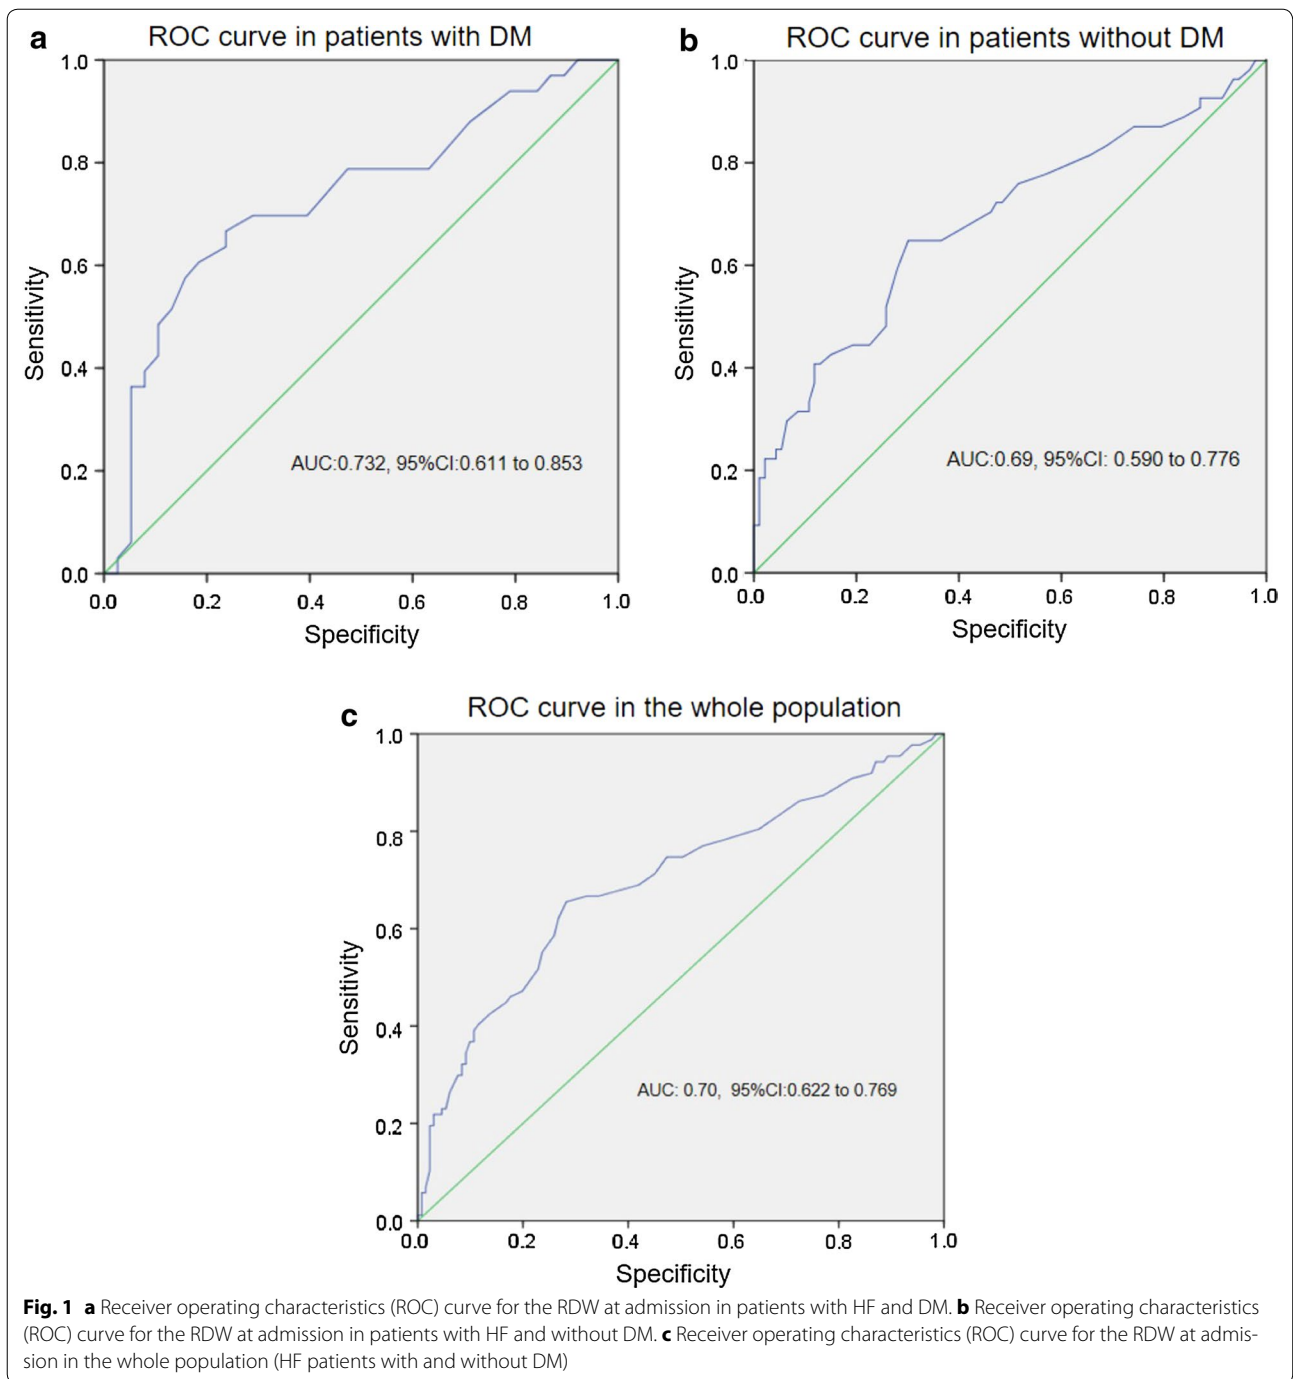 a
ROC curve in patients with DM
1.0
0.8
0.6
0.4
0.2
0.0
Sensitivity
AUC:0.732, 95%CI:0.611 to 0.853
0.0 0.2 0.4 0.6 0.8 1.0
Specificity
b
ROC curve in patients without DM
1.0
0.8
0.6
0.4
0.2
0.0
Sensitivity
AUC:0.69, 95%CI: 0.590 to 0.776
0.0 0.2 0.4 0.6 0.8 1.0
Specificity
c
ROC curve in the whole population
1.0
0.8
0.6
0.4
0.2
0.0
Sensitivity
AUC: 0.70, 95%CI:0.622 to 0.769
0.0 0.2 0.4 0.6 0.8 1.0
Specificity
Fig. 1 a Receiver operating characteristics (ROC) curve for the RDW at admission in patients with HF and DM. b Receiver operating characteristics
(ROC) curve for the RDW at admission in patients with HF and without DM. c Receiver operating characteristics (ROC) curve for the RDW at admis-
sion in the whole population (HF patients with and without DM)